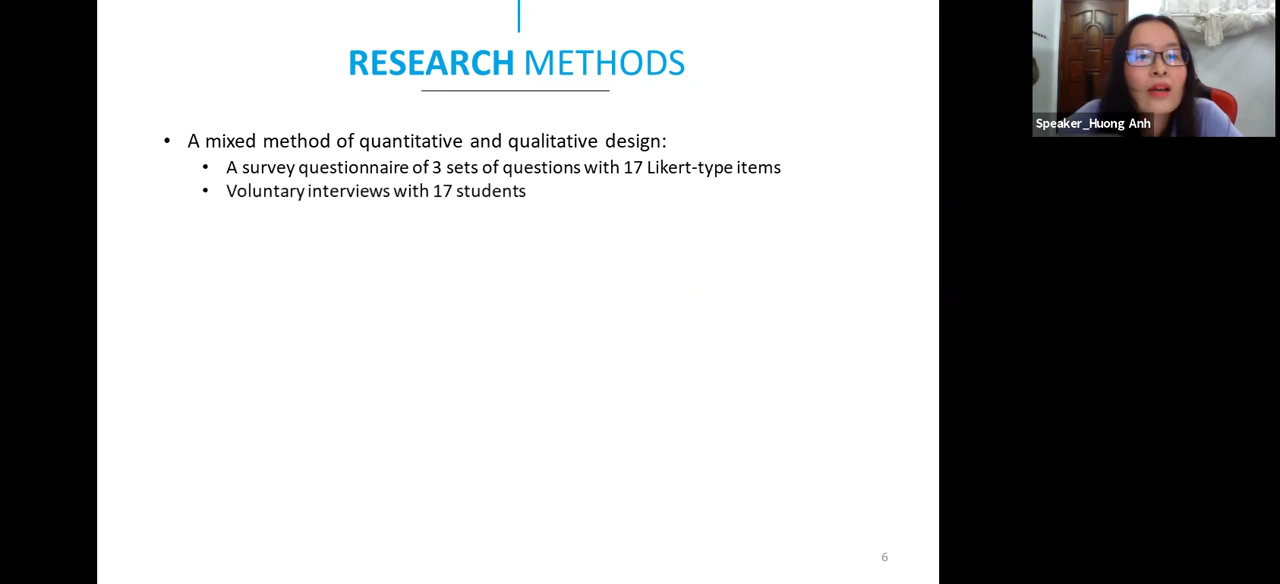 RESEARCH METHODS
• A mixed method of quantitative and qualitative design:
• A survey questionnaire of 3 sets of questions with 17 Likert-type items
• Voluntary interviews with 17 students
Speaker_Huong Anh
6